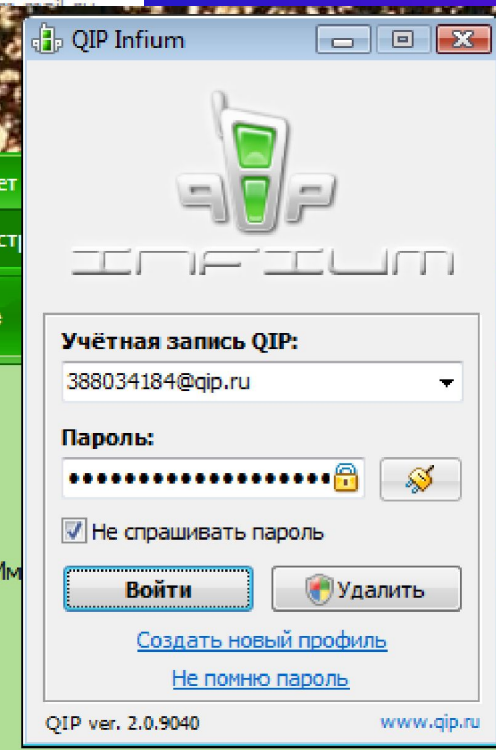 QIP Infium
qip
INFIUM
Учётная запись QIP:
388034184@qip.ru
Пароль:
Не спрашивать пароль
Войти
Удалить
Создать новый профиль
Не помню пароль
QIP ver. 2.0.9040
www.qip.ru